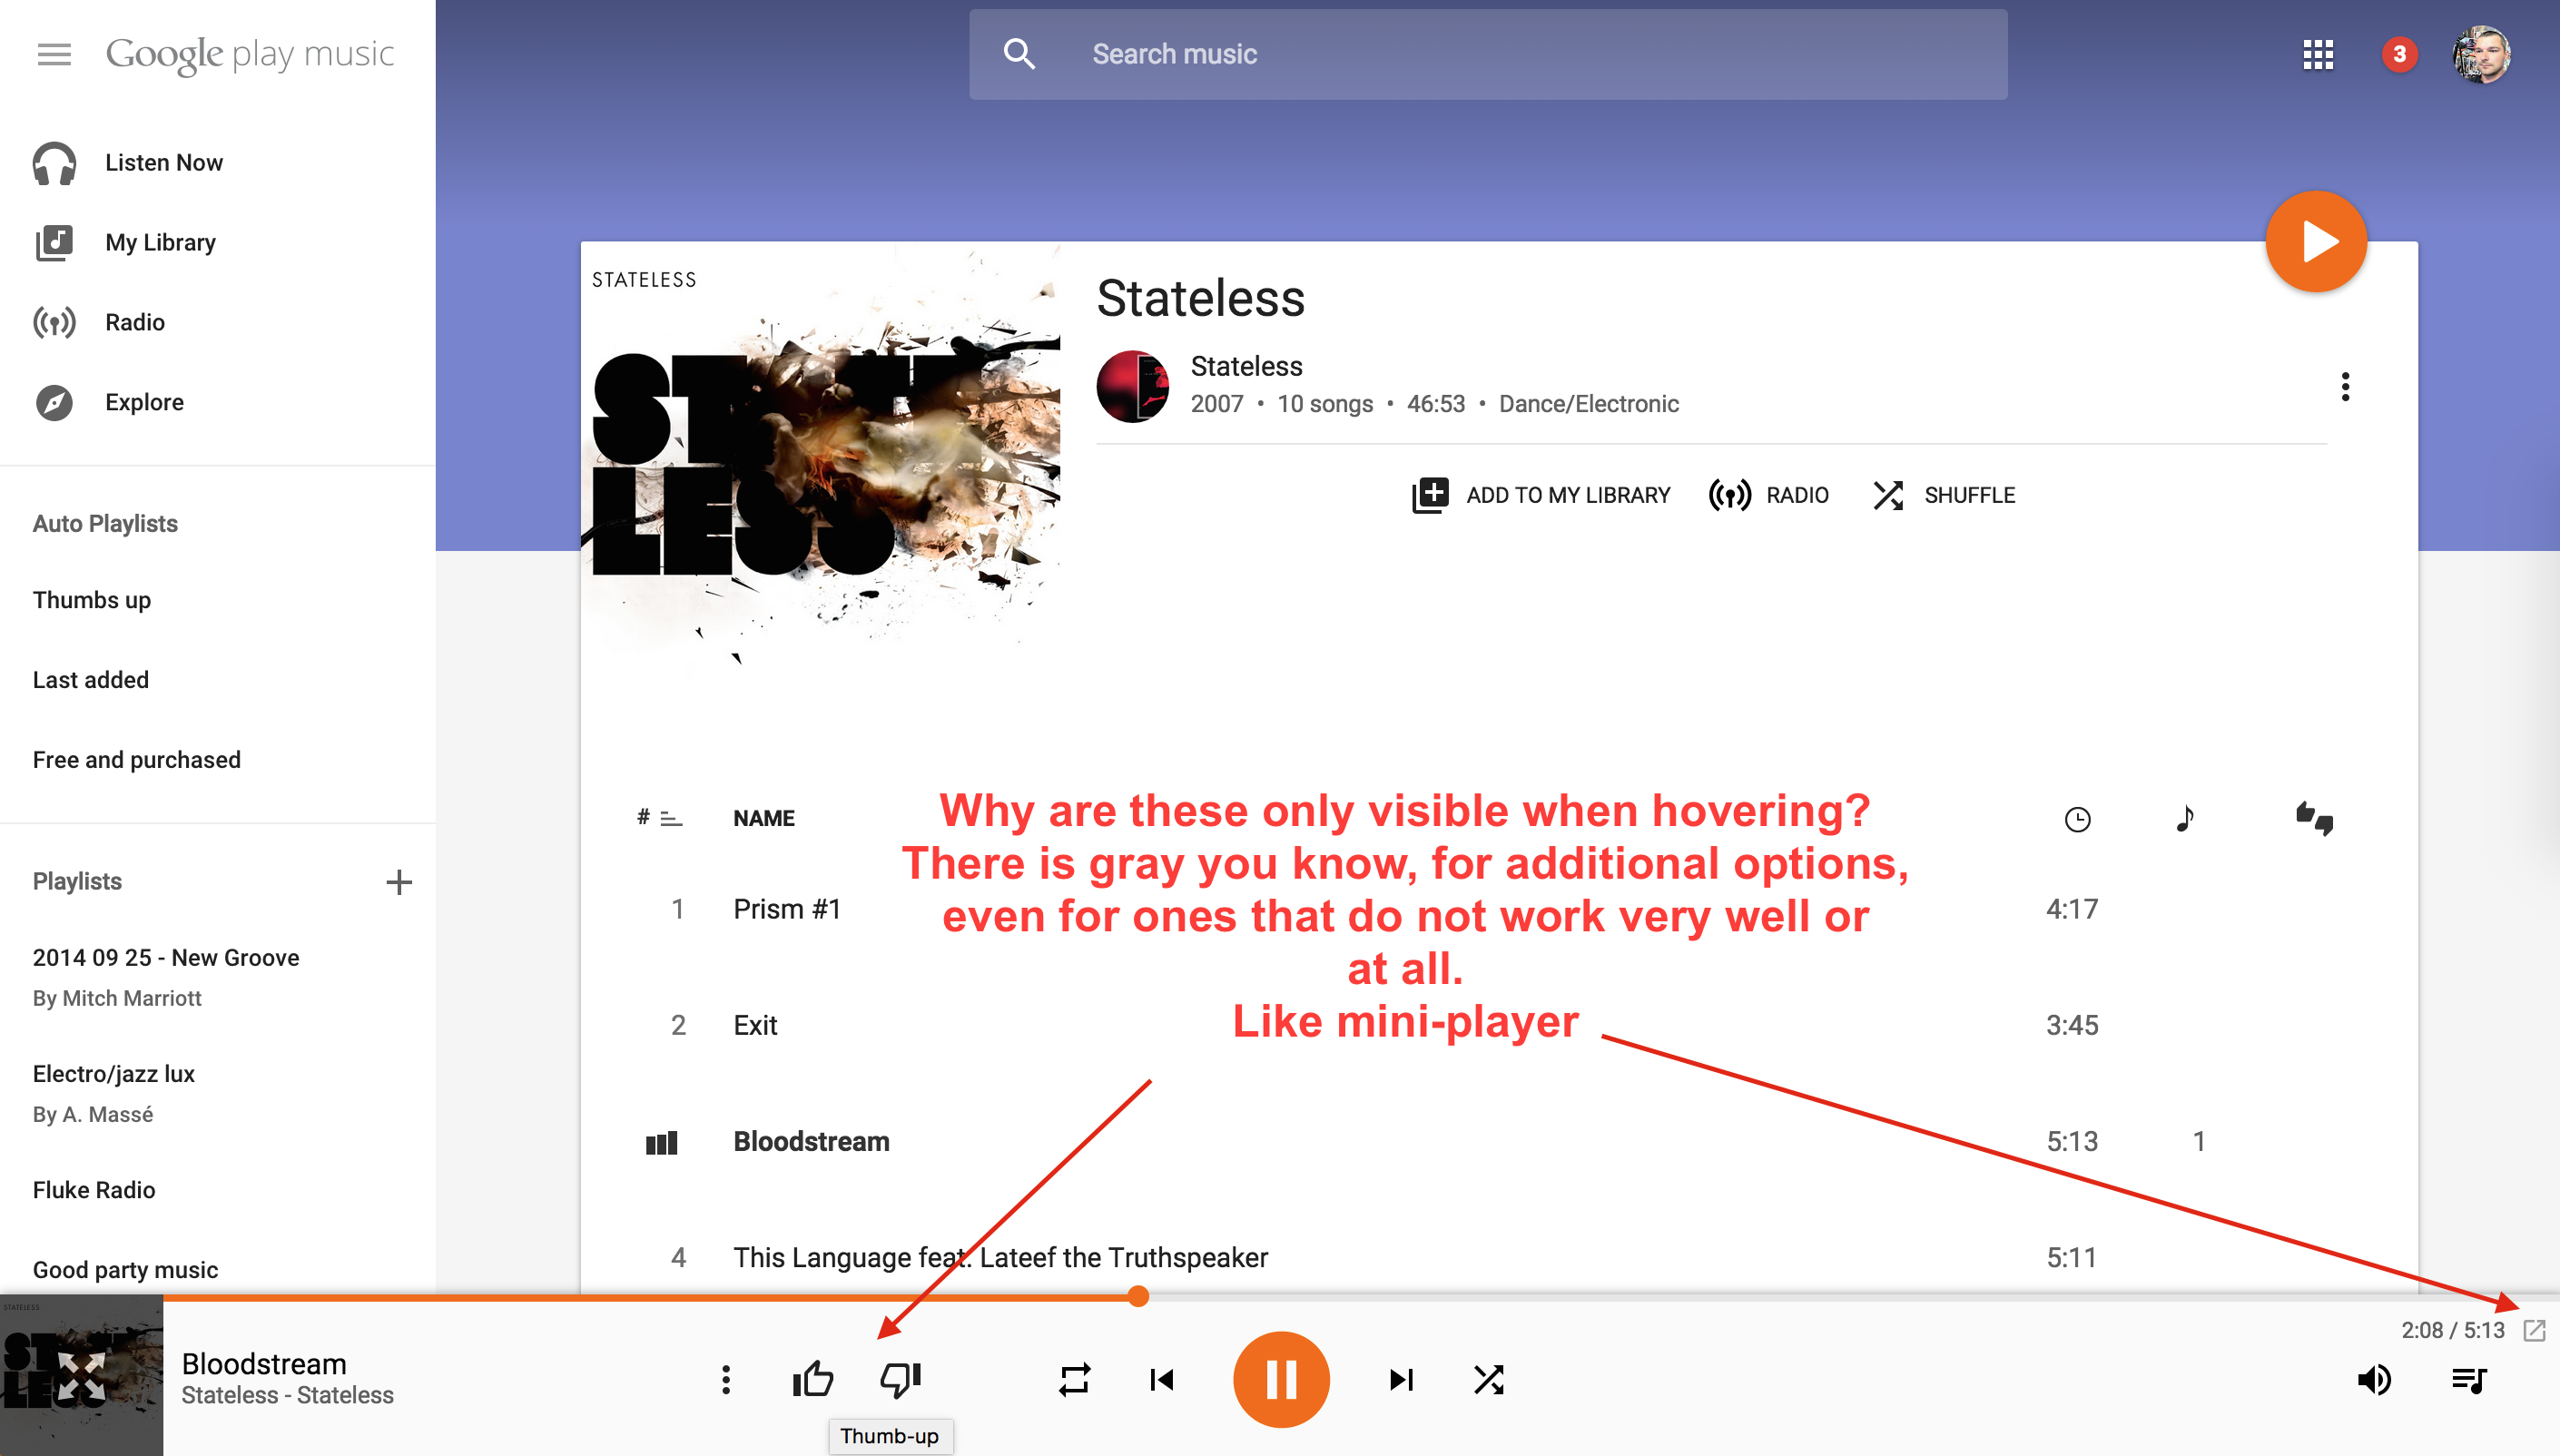 Google play music
Search music
3
Listen Now
My Library
Radio
Explore
Auto Playlists
Thumbs up
Last added
Free and purchased
Playlists
2014 09 25 - New Groove
By Mitch Marriott
Electro/jazz lux
By A. Massé
Fluke Radio
Good party music
STATELESS
STATELESS
Stateless
Stateless
2007 • 10 songs • 46:53 • Dance/Electronic
ADD TO MY LIBRARY RADIO SHUFFLE
# NAME
Why are these only visible when hovering?
There is gray you know, for additional options,
even for ones that do not work very well or
at all.
Like mini-player
1 Prism #1 4:17
2 Exit 3:45
Bloodstream 5:13 1
4 This Language feat. Lateef the Truthspeaker 5:11
STATELESS
Bloodstream
Stateless - Stateless
2:08 / 5:13
Thumb-up